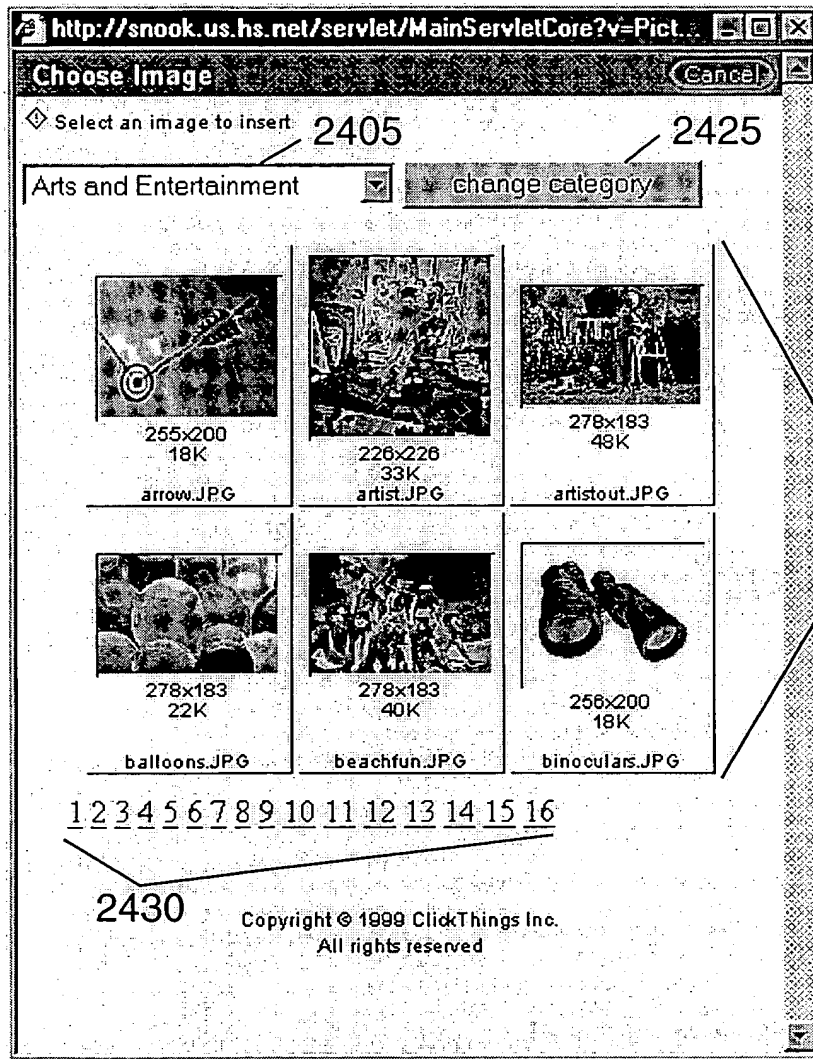 http://snook.us.hs.net/servlet/MainServletCore?v=Pict...
Choose Image
Cancel
Select an image to insert
2405
2425
Arts and Entertainment
change category
255x200
18K
arrow.JPG
226x226
33K
artist.JPG
278x183
48K
artistout.JPG
278x183
22K
balloons.JPG
278x183
40K
beachfun.JPG
256x200
18K
binoculars.JPG
1 2 3 4 5 6 7 8 9 10 11 12 13 14 15 16
2430
Copyright © 1999 ClickThings Inc.
All rights reserved